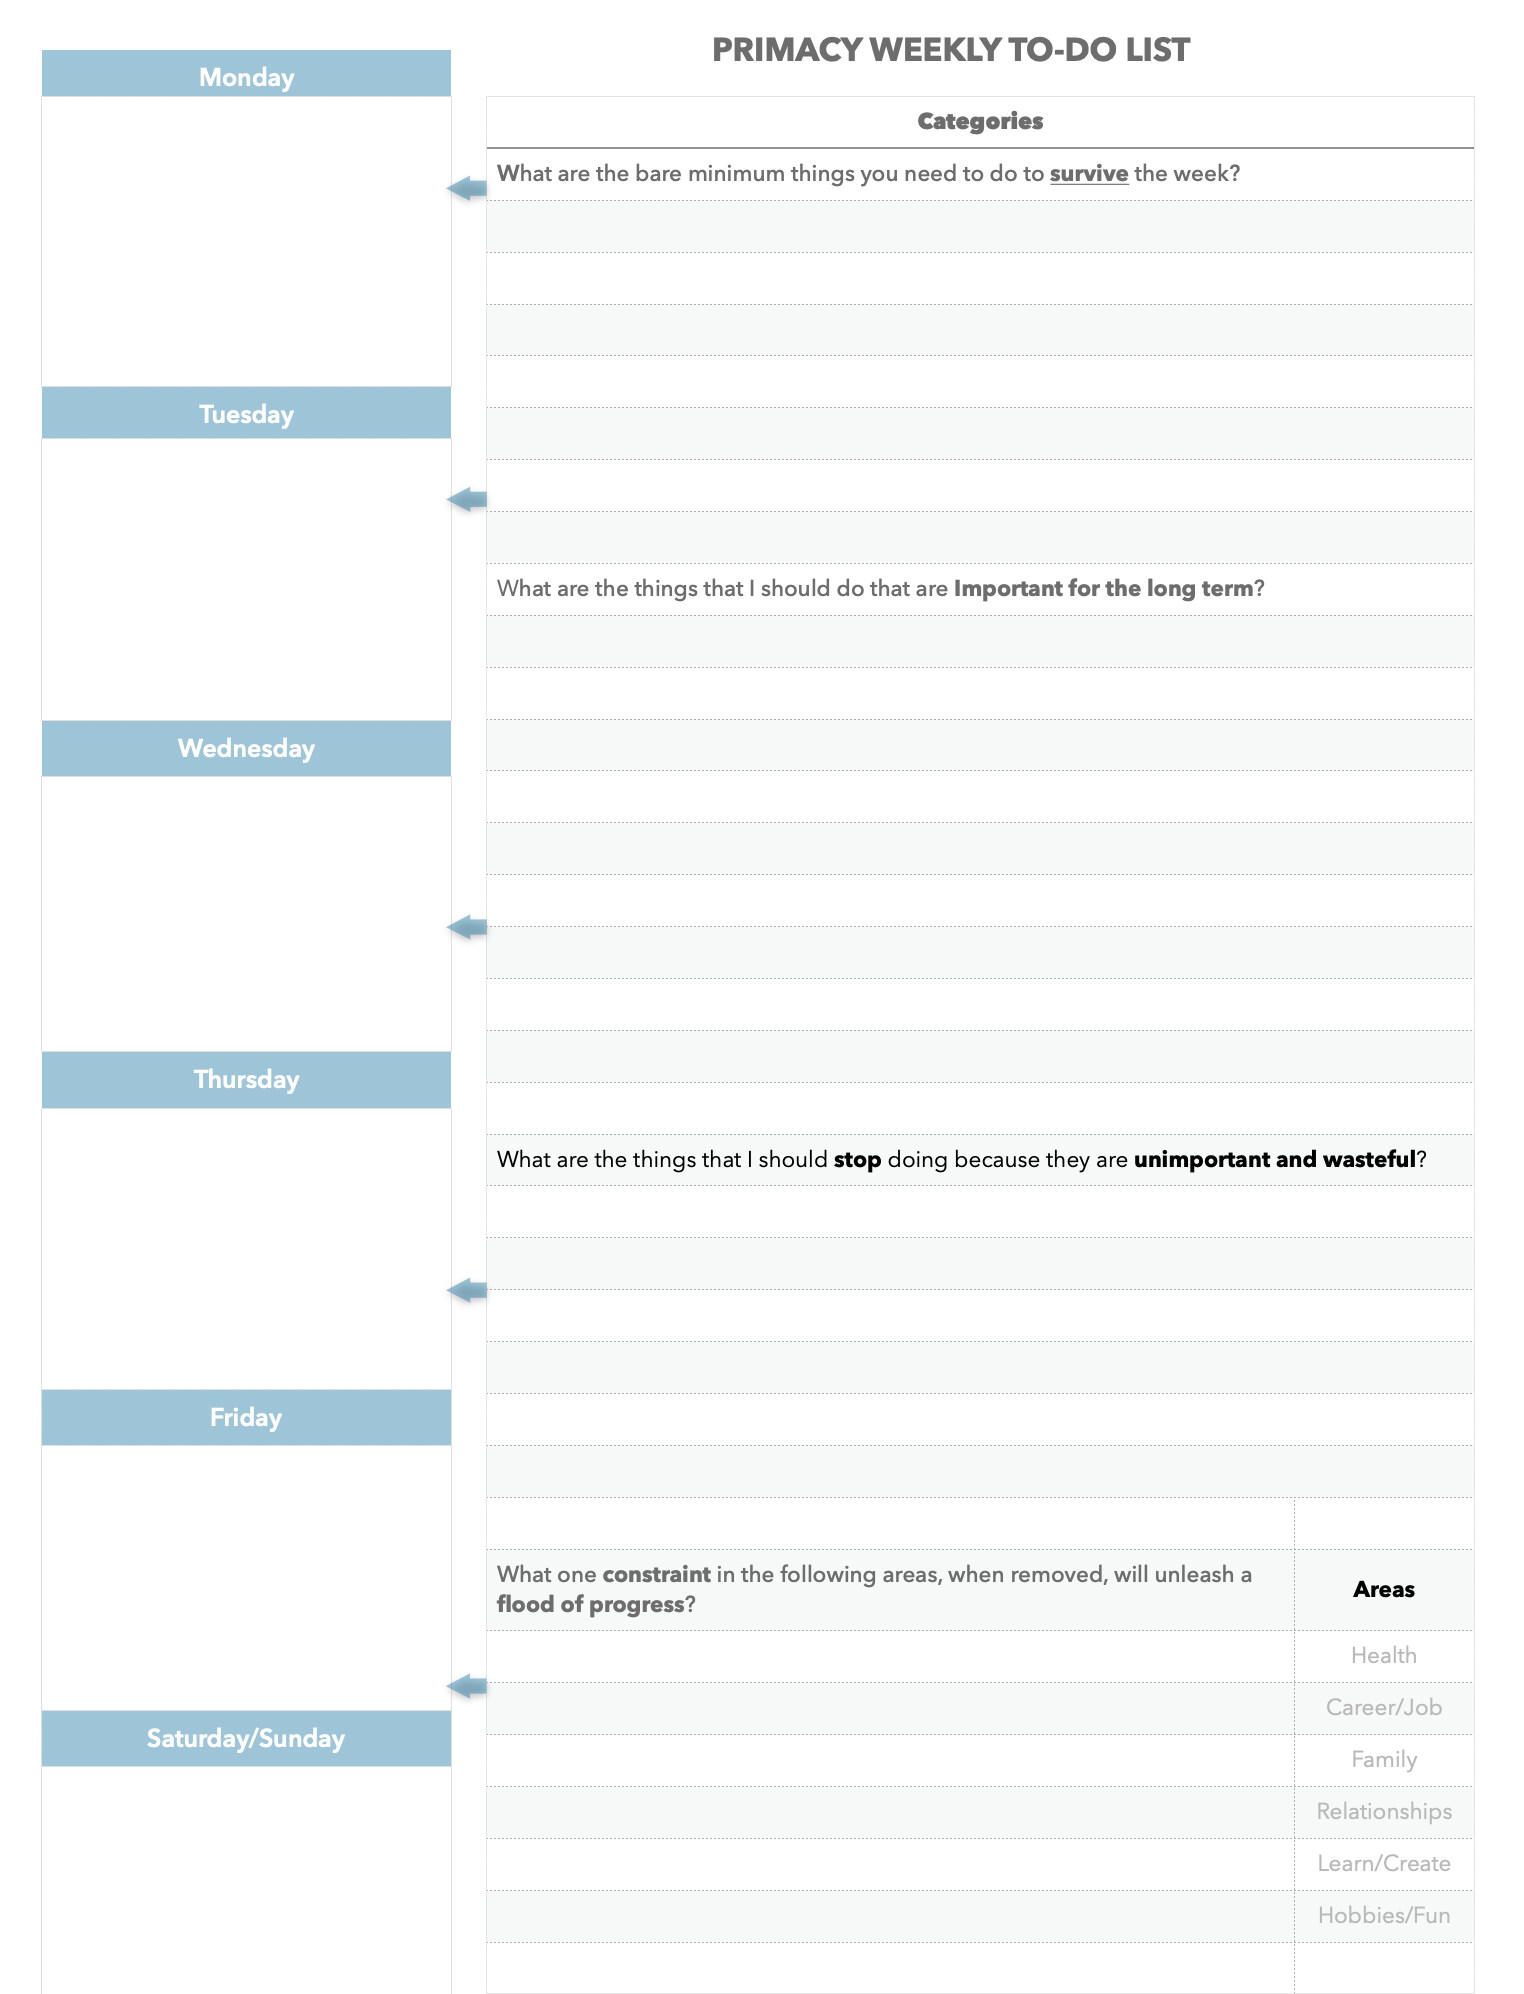 PRIMACY WEEKLY TO-DO LIST
Monday
Tuesday
Wednesday
Thursday
Friday
Saturday/Sunday
Categories
What are the bare minimum things you need to do to survive the week?
What are the things that I should do that are Important for the long term?
What are the things that I should stop doing because they are unimportant and wasteful?
What one constraint in the following areas, when removed, will unleash a
flood of progress?
Areas
Health
Career/Job
Family
Relationships
Learn/Create
Hobbies/Fun